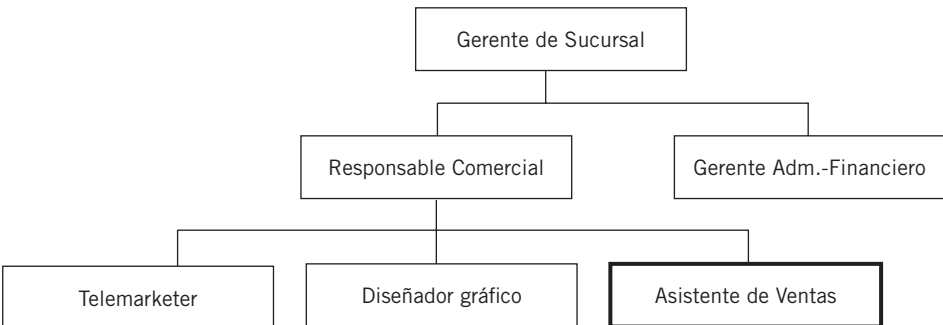 Gerente de Sucursal
Responsable Comercial
Gerente Adm.-Financiero
Telemarketer
Diseñador gráfico
Asistente de Ventas